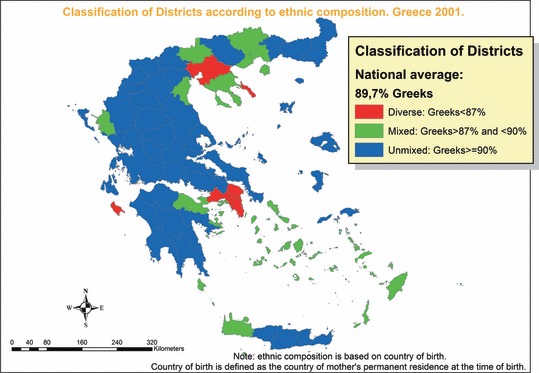 Classification of Districts according to ethnic composition. Greece 2001.
Classification of Districts
National average:
89,7% Greeks
Diverse: Greeks<87%
Mixed: Greeks>87% and <90%
Unmixed: Greeks>=90%
N
W E
S
0 40 80 160 240 320
Kilometers
Note: ethnic composition is based on country of birth.
Country of birth is defined as the country of mother's permanent residence at the time of birth.